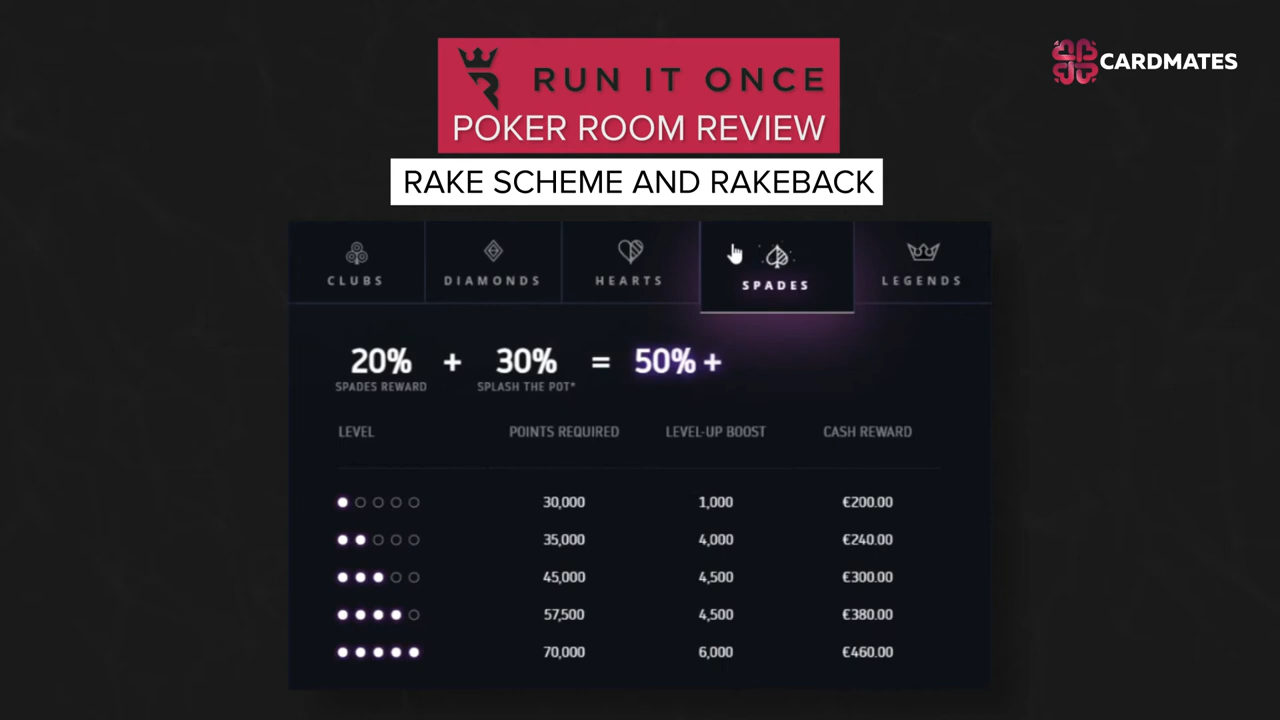 RUN IT ONCE
POKER ROOM REVIEW
CARDMATES
RAKE SCHEME AND RAKEBACK
CLUBS DIAMONDS HEARTS SPADES LEGENDS
20% + 30% = 50% +
SPADES REWARD SPLASH THE POT*
LEVEL POINTS REQUIRED LEVEL-UP BOOST CASH REWARD
30,000 1,000 €200.00
35,000 4,000 €240.00
45,000 4,500 €300.00
57,500 4,500 €380.00
70,000 6,000 €460.00